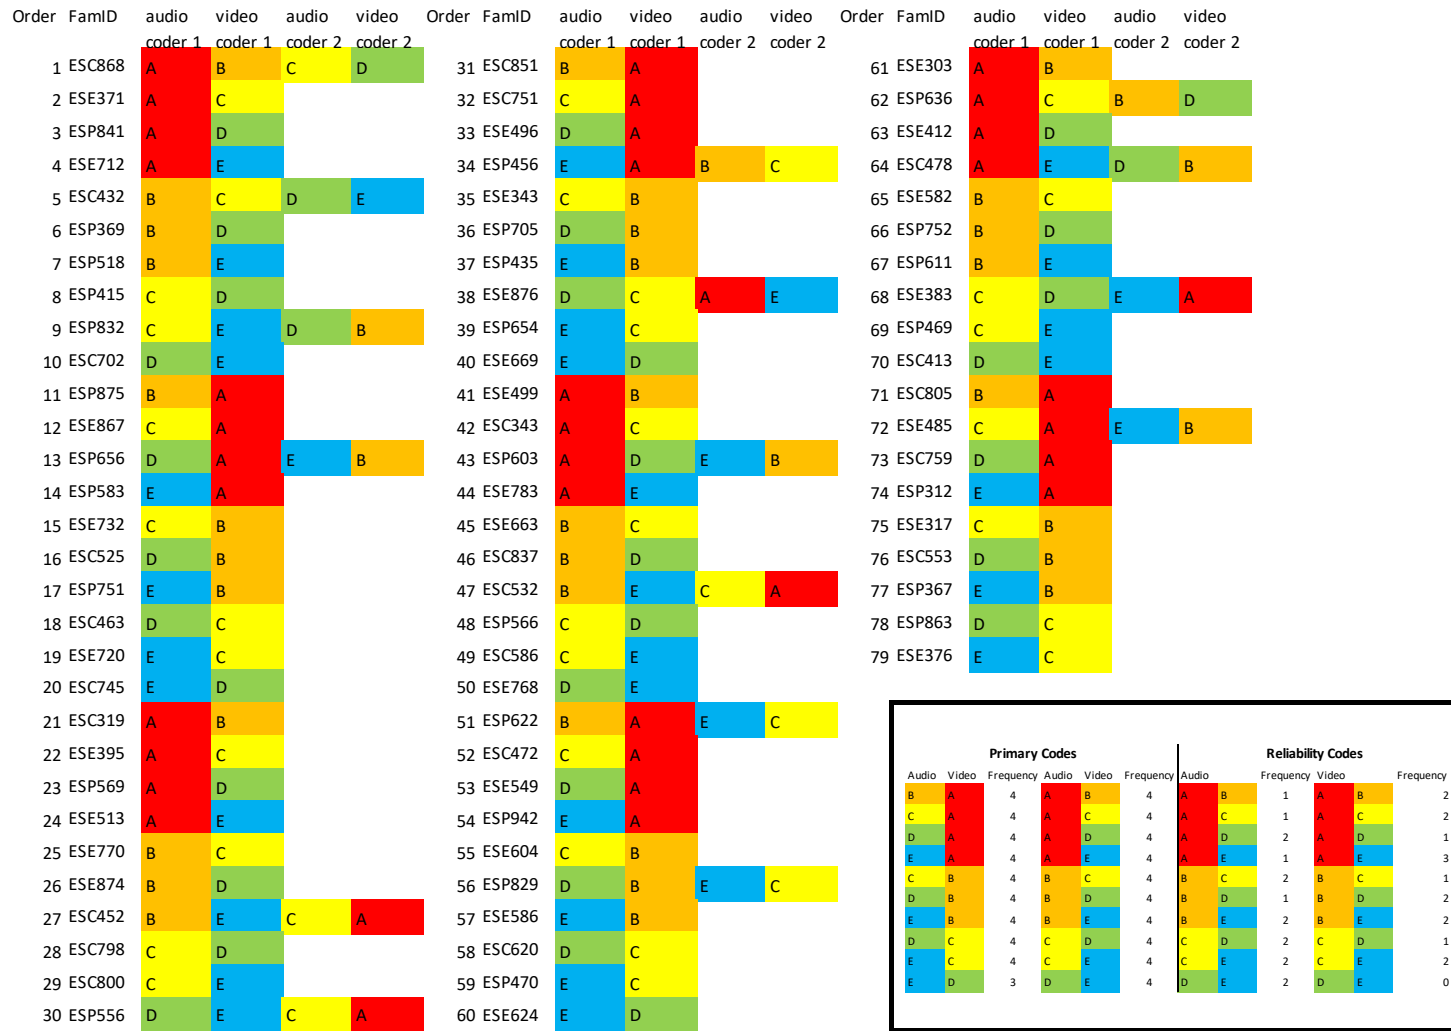 Order FamID audio coder 1 video coder 1 audio coder 2 video coder 2 Order FamID audio coder 1 video coder 1 audio coder 2 video coder 2 Order FamID audio coder 1 video coder 1 audio coder 2 video coder 2
1 ESC868 A B C D 31 ESC851 B A 61 ESE303 A B
2 ESE371 A C 32 ESC751 C A 62 ESP636 A C B D
3 ESP841 A D 33 ESE496 D A 63 ESE412 A D
4 ESE712 A E 34 ESP456 E A B C 64 ESC478 A E D B
5 ESC432 B C D E 35 ESE343 C B 65 ESE582 B C
6 ESP369 B D 36 ESP705 D B 66 ESP752 B D
7 ESP518 B E 37 ESP435 E B 67 ESP611 B E
8 ESP415 C D 38 ESE876 D C A E 68 ESE383 C D E A
9 ESP832 C E D B 39 ESP654 E C 69 ESP469 C E
10 ESC702 D E 40 ESE669 E D 70 ESC413 D E
11 ESP875 B A 41 ESE499 A B 71 ESC805 B A
12 ESE867 C A 42 ESC343 A C 72 ESE485 C A E B
13 ESP656 D A E B 43 ESP603 A D E B 73 ESC759 D A
14 ESP583 E A 44 ESE783 A E 74 ESP312 E A
15 ESE732 C B 45 ESE663 B C 75 ESE317 C B
16 ESC525 D B 46 ESC837 B D 76 ESC553 D B
17 ESP751 E B 47 ESC532 B E C A 77 ESP367 E B
18 ESC463 D C 48 ESP566 C D 78 ESP863 D C
19 ESE720 E C 49 ESC586 C E 79 ESE376 E C
20 ESC745 E D 50 ESE768 D E
21 ESC319 A B 51 ESP622 B A E C
22 ESE395 A C 52 ESC472 C A
23 ESP569 A D 53 ESE549 D A
24 ESE513 A E 54 ESP942 E A
25 ESE770 B C 55 ESE604 C B
26 ESE874 B D 56 ESP829 D B E C
27 ESC452 B E C A 57 ESE586 E B
28 ESC798 C D 58 ESC620 D C
29 ESC800 C E 59 ESP470 E C
30 ESP556 D E C A 60 ESE624 E D
Primary Codes Reliability Codes
Audio Video Frequency Audio Video Frequency Audio Frequency Video Frequency
B A 4 A B 4 A B 1 A B 2
C A 4 A C 4 A C 1 A C 2
D A 4 A D 4 A D 2 A D 1
E A 4 A E 4 A E 1 A E 3
C B 4 B C 4 B C 2 B C 1
D B 4 B D 4 B D 1 B D 2
E B 4 B E 4 B E 2 B E 2
D C 4 C D 4 C D 2 C D 1
E C 4 C E 4 C E 2 C E 2
E D 3 D E 4 D E 2 D E 0